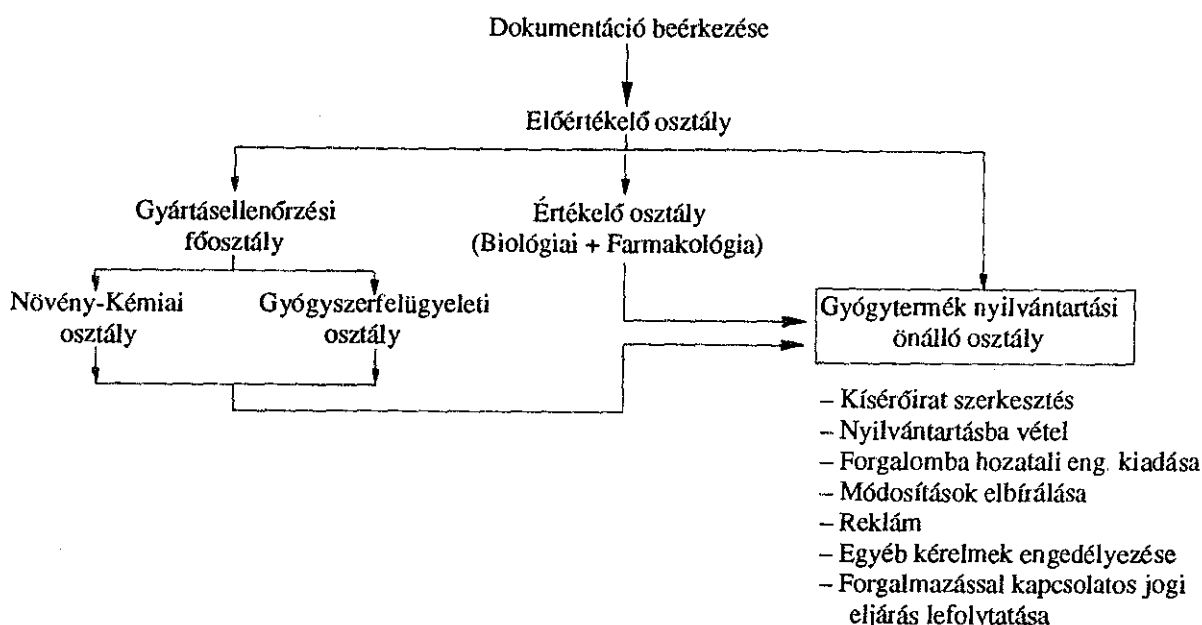 Dokumentáció beérkezése
Előértékelő osztály
Gyártásellenőrzési
főosztály
Értékelő osztály
(Biológiai + Farmakológia)
Növény-Kémiai
osztály
Gyógyszerfelügyeleti
osztály
Gyógytermék nyilvántartási
önálló osztály
– Kísérőirat szerkesztés
– Nyilvántartásba vétel
– Forgalomba hozatali eng. kiadása
– Módosítások elbírálása
– Reklám
– Egyéb kérelmek engedélyezése
– Forgalmazással kapcsolatos jogi
eljárás lefolytatása